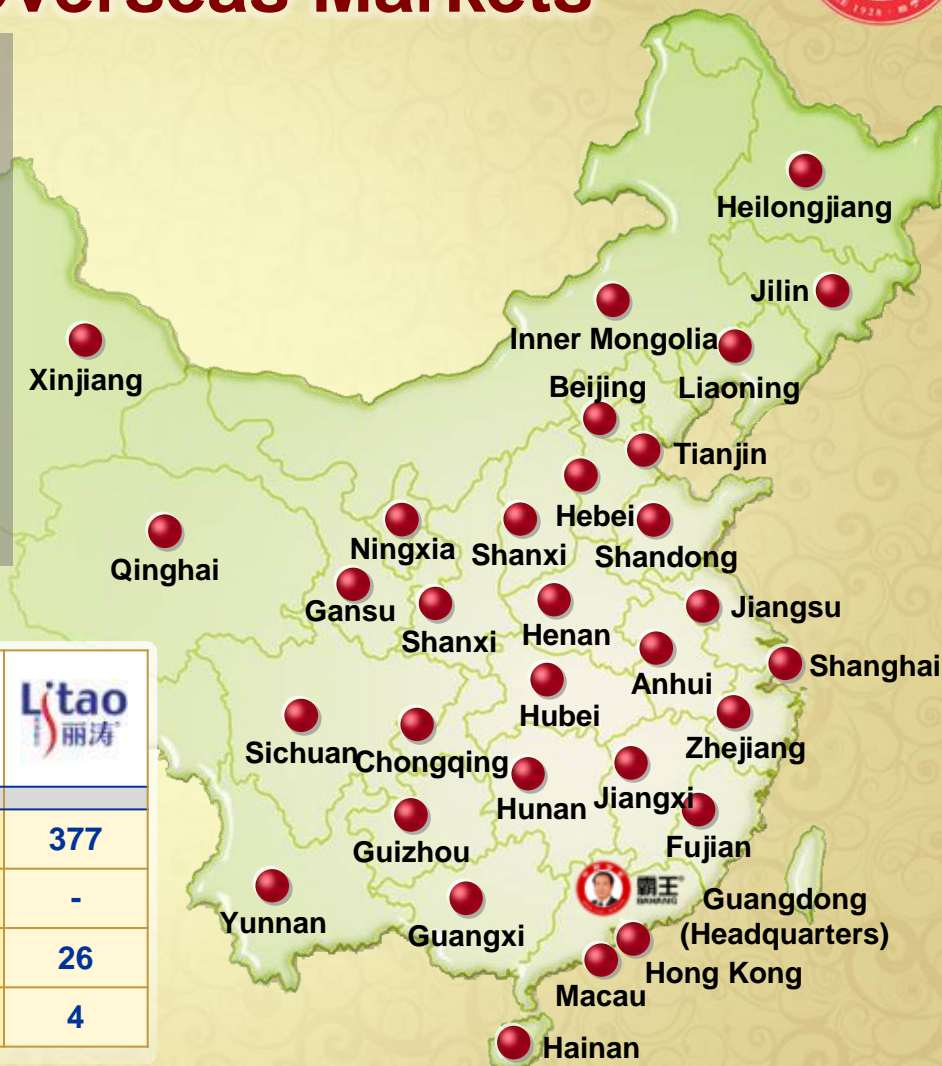 Overseas Markets
1928
Heilongjiang
Jilin
Inner Mongolia
Liaoning
Xinjiang
Beijing
Tianjin
Hebei
Ningxia
Shanxi
Shandong
Qinghai
Gansu
Shanxi
Henan
Jiangsu
Anhui
Shanghai
Hubei
Zhejiang
Sichuan
Chongqing
Hunan
Jiangxi
Fujian
Guizhou
Yunnan
Guangxi
霸王
BAWANG
Guangdong
(Headquarters)
Hong Kong
Macau
Hainan
Litao
丽涛
377
-
26
4